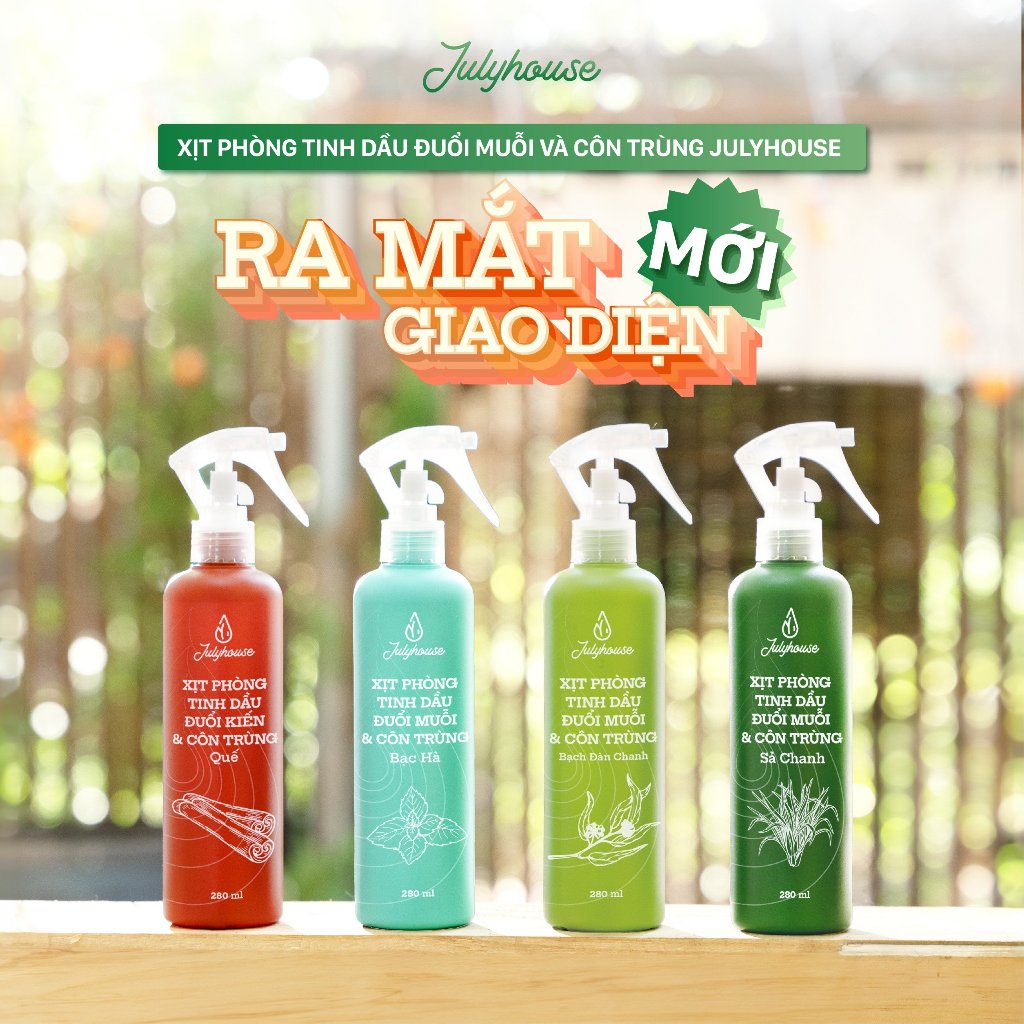 Julyhouse
XỊT PHÒNG TINH DẦU ĐUỔI MUỖI VÀ CÔN TRÙNG JULYHOUSE
RA MẮT
MỚI
GIAO DIỆN
Julyhouse
XỊT PHÒNG
TINH DẦU
ĐUỔI KIẾN
& CÔN TRÙNG
Quế
280 ml
Julyhouse
XỊT PHÒNG
TINH DẦU
ĐUỔI MUỖI
& CÔN TRÙNG
Bạc Hà
280 ml
Julyhouse
XỊT PHÒNG
TINH DẦU
ĐUỔI MUỖI
& CÔN TRÙNG
Bạch Đàn Chanh
280 ml
Julyhouse
XỊT PHÒNG
TINH DẦU
ĐUỔI MUỖI
& CÔN TRÙNG
Sả Chanh
280 ml